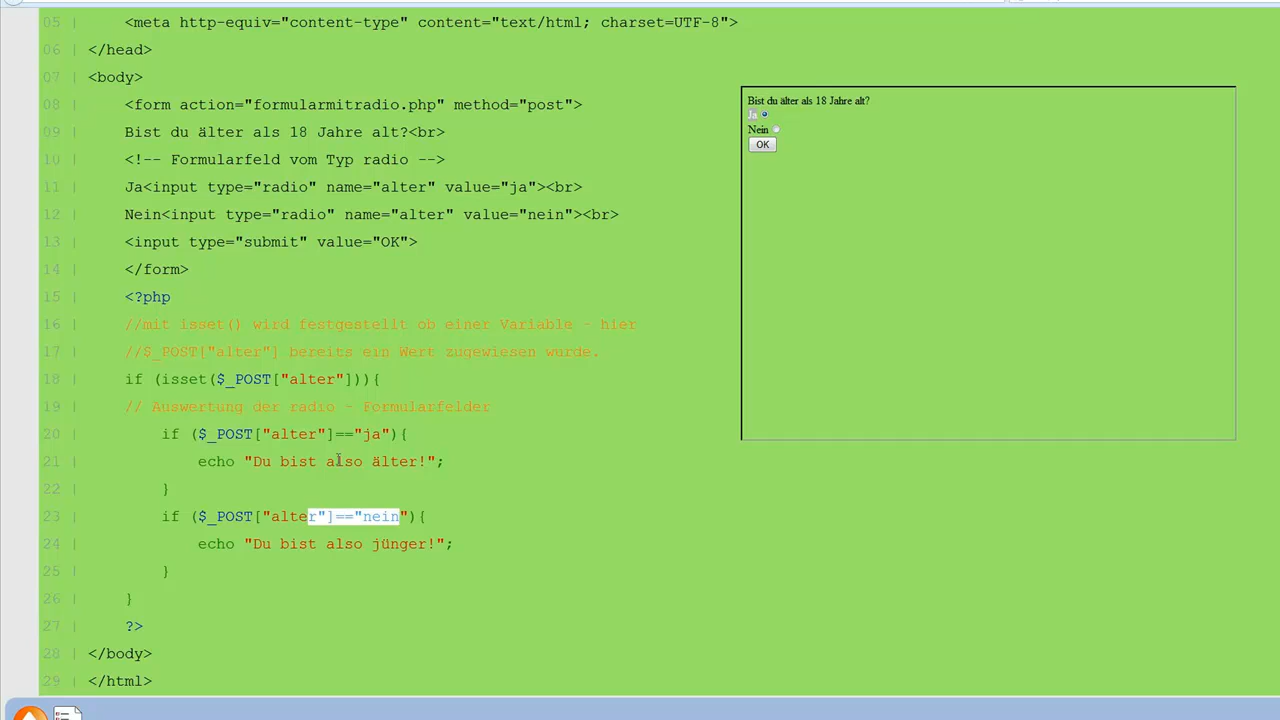 05 |     <meta http-equiv="content-type" content="text/html; charset=UTF-8">
06 | </head>
07 | <body>
08 |     <form action="formularmitradio.php" method="post">
09 |     Bist du älter als 18 Jahre alt?<br>
10 |     <!-- Formularfeld vom Typ radio -->
11 |     Ja<input type="radio" name="alter" value="ja"><br>
12 |     Nein<input type="radio" name="alter" value="nein"><br>
13 |     <input type="submit" value="OK">
14 |     </form>
15 |     <?php
16 |     //mit isset() wird festgestellt ob einer Variable - hier
17 |     //$_POST["alter"] bereits ein Wert zugewiesen wurde.
18 |     if (isset($_POST["alter"])){
19 |     // Auswertung der radio - Formularfelder
20 |         if ($_POST["alter"]=="ja"){
21 |             echo "Du bist also älter!";
22 |         }
23 |         if ($_POST["alter"]=="nein"){
24 |             echo "Du bist also jünger!";
25 |         }
26 |     }
27 |     ?>
28 | </body>
29 | </html>
Bist du älter als 18 Jahre alt?
Ja
Nein
OK